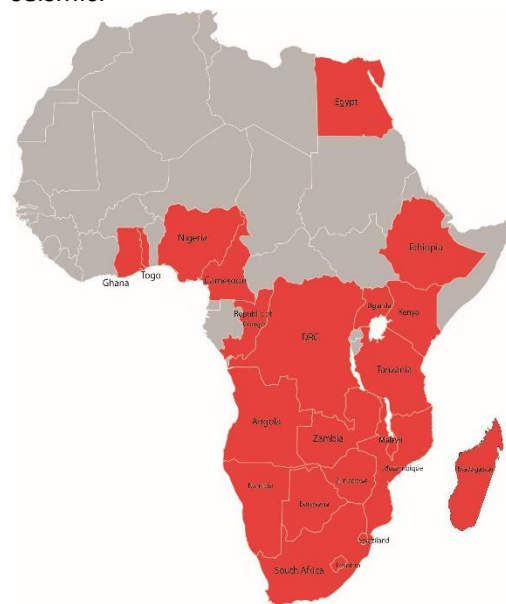 Egypt
Nigeria
Ethiopia
Ghana
Togo
Cameroon
Republic of
Congo
Uganda
Kenya
DRC
Tanzania
Angola
Zambia
Malawi
Mozambique
Madagascar
Namibia
Zimbabwe
Botswana
Swaziland
South Africa
Lesotho